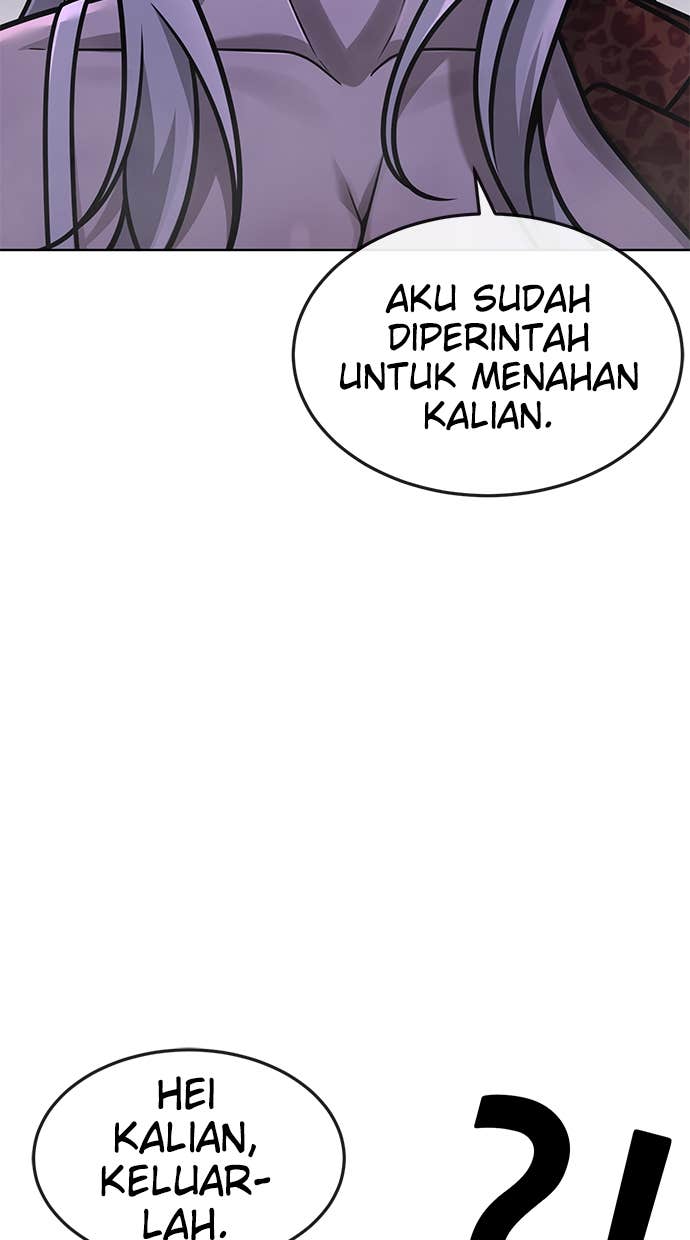 AKU SUDAH
DIPERINTAH
UNTUK MENAHAN
KALIAN.
HEI
KALIAN,
KELUAR-
LAH.
?!